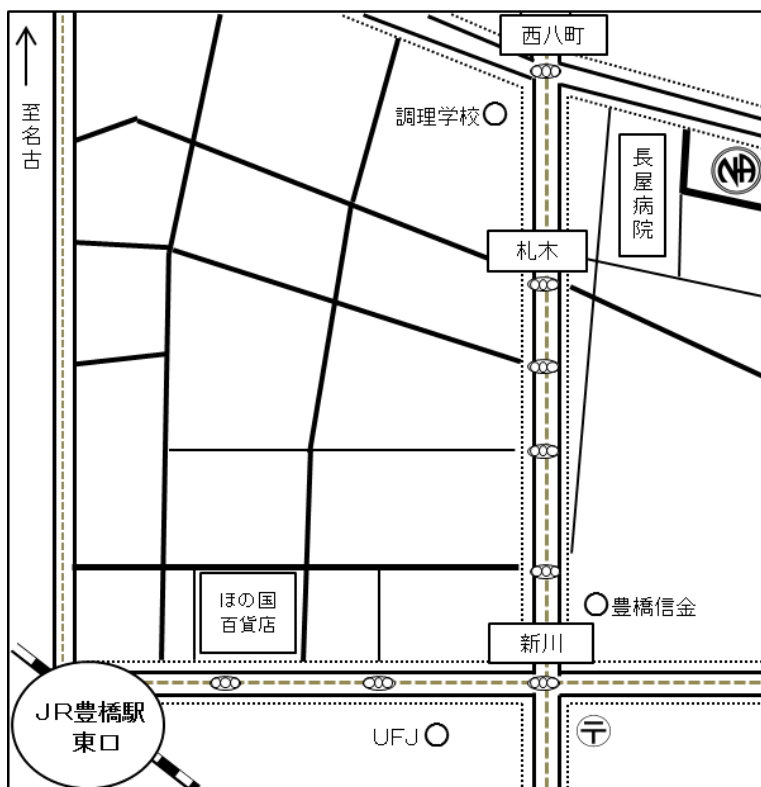 西八町
至名古
調理学校
長屋病院
NA
札木
ほの国
百貨店
豊橋信金
新川
JR豊橋駅
東口
UFJ
〒